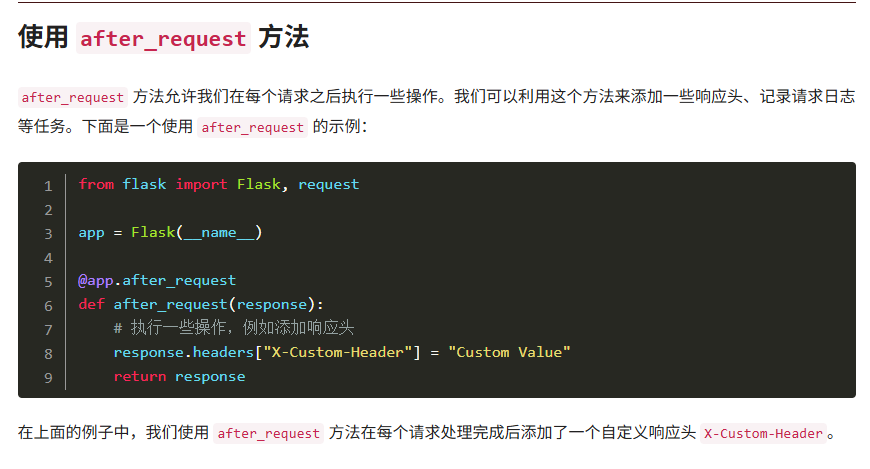 使用 after_request 方法
after_request 方法允许我们在每个请求之后执行一些操作。我们可以利用这个方法来添加一些响应头、记录请求日志
等任务。下面是一个使用 after_request 的示例：
1 from flask import Flask, request
2
3 app = Flask(__name__)
4
5 @app.after_request
6 def after_request(response):
7     # 执行一些操作，例如添加响应头
8     response.headers["X-Custom-Header"] = "Custom Value"
9     return response
在上面的例子中，我们使用 after_request 方法在每个请求处理完成后添加了一个自定义响应头 X-Custom-Header。